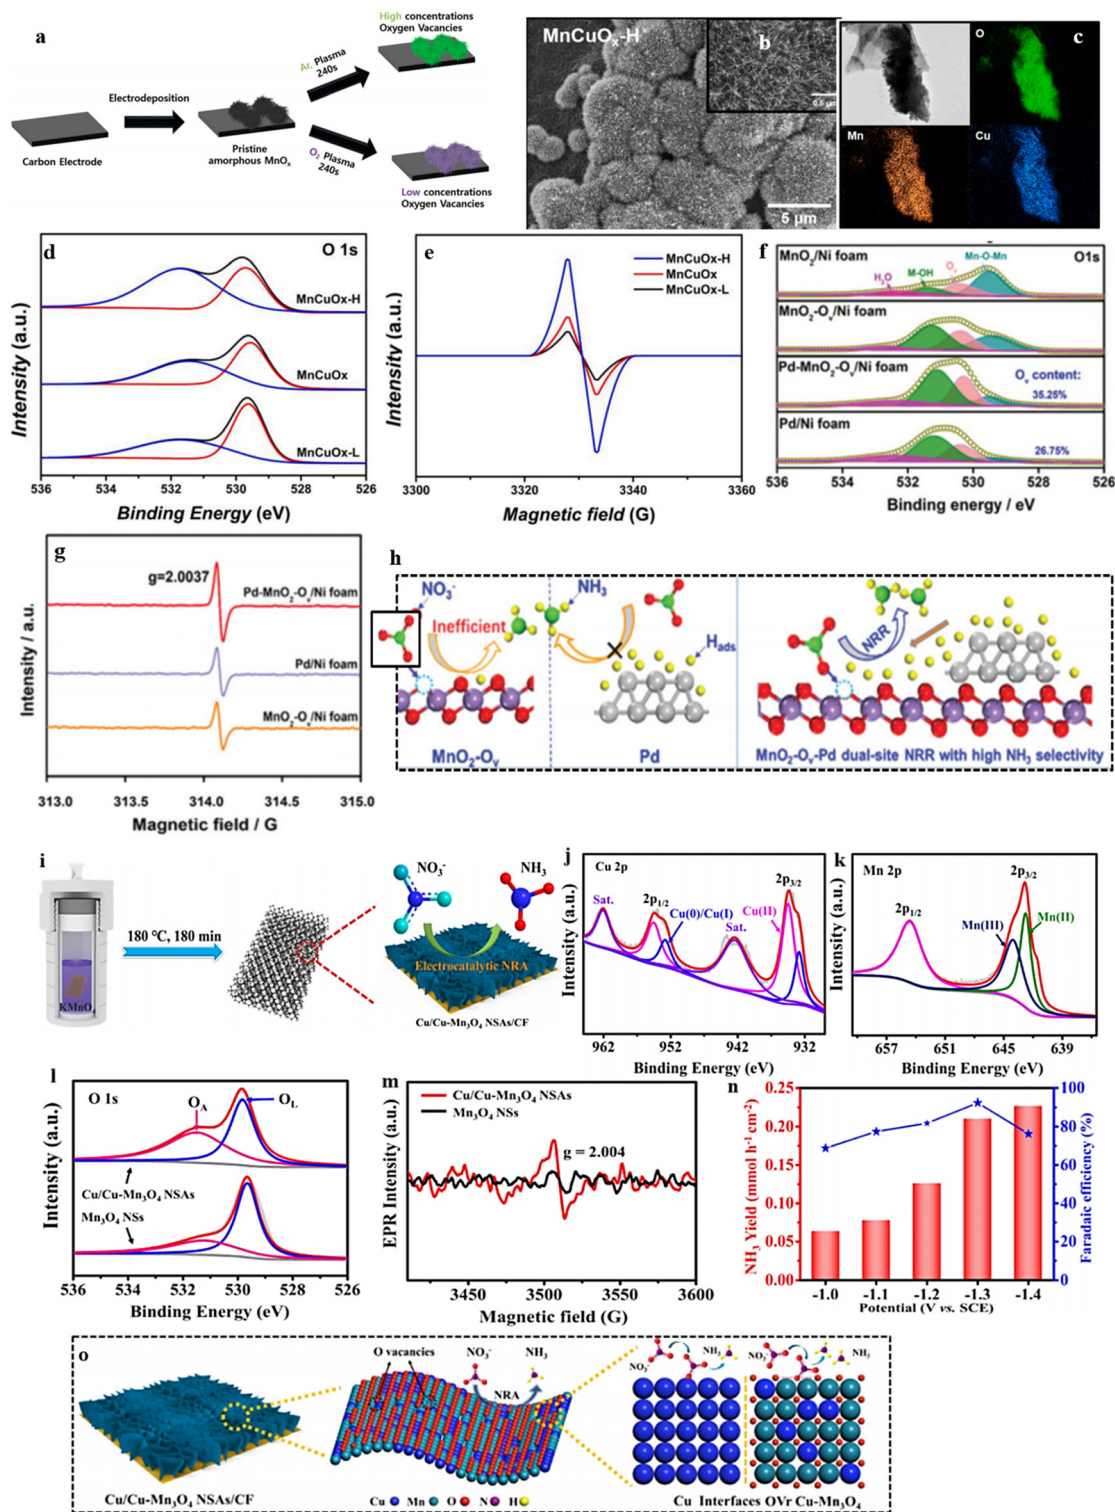 a
High concentrations
Oxygen Vacancies
Ar, Plasma
240s
Electrodeposition
Carbon Electrode
Pristine
amorphous MnOₓ
O₂ Plasma
240s
Low concentrations
Oxygen Vacancies
MnCuOₓ-H
b
0.5 µm
5 µm
c
O
Mn
Cu
d
O 1s
MnCuOx-H
MnCuOx
MnCuOx-L
Intensity (a.u.)
536 534 532 530 528 526
Binding Energy (eV)
e
MnCuOx-H
MnCuOx
MnCuOx-L
Intensity (a.u.)
3300 3320 3340 3360
Magnetic field (G)
f
MnO₂/Ni foam
Mn-O-Mn
O1s
H₂O
M-OH
Oᵥ
MnO₂-Oᵥ/Ni foam
Pd-MnO₂-Oᵥ/Ni foam
Oᵥ content:
35.25%
Pd/Ni foam
26.75%
Intensity (a.u.)
536 534 532 530 528 526
Binding energy / eV
g
g=2.0037
Pd-MnO₂-Oᵥ/Ni foam
Pd/Ni foam
MnO₂-Oᵥ/Ni foam
Intensity / a.u.
313.0 313.5 314.0 314.5 315.0
Magnetic field / G
h
NO₃⁻
Inefficient
NH₃
Hads
NRR
MnO₂-Oᵥ
Pd
MnO₂-Oᵥ-Pd dual-site NRR with high NH₃ selectivity
i
180 °C, 180 min
KMnO₄
NO₃⁻
NH₃
Electrocatalytic NRA
Cu/Cu-Mn₃O₄ NSAs/CF
j
Cu 2p
2p₃/₂
Sat.
2p₁/₂
Cu(II)
Cu(0)/Cu(I)
Sat.
Intensity (a.u.)
962 952 942 932
Binding Energy (eV)
k
Mn 2p
2p₃/₂
2p₁/₂
Mn(III)
Mn(II)
Intensity (a.u.)
657 651 645 639
Binding Energy (eV)
l
O 1s
O_A
O_L
Cu/Cu-Mn₃O₄ NSAs
Mn₃O₄ NSs
Intensity (a.u.)
536 534 532 530 528 526
Binding Energy (eV)
m
Cu/Cu-Mn₃O₄ NSAs
Mn₃O₄ NSs
g = 2.004
EPR Intensity (a.u.)
3450 3500 3550 3600
Magnetic field (G)
n
NH₃ Yield (mmol h⁻¹ cm⁻²)
0.25
0.20
0.15
0.10
0.05
0.00
100
80
60
40
20
0
Faradaic efficiency (%)
-1.0 -1.1 -1.2 -1.3 -1.4
Potential (V vs. SCE)
o
O vacancies
NO₃⁻
NH₃
NRA
NO₃⁻
NH₃
NO₃⁻
NH₃
Cu/Cu-Mn₃O₄ NSAs/CF
Cu Mn O N H
Cu Interfaces OVr Cu-Mn₃O₄